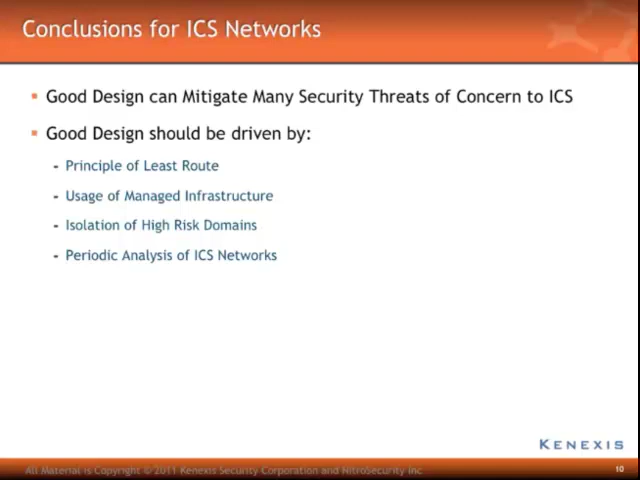 Conclusions for ICS Networks
Good Design can Mitigate Many Security Threats of Concern to ICS
Good Design should be driven by:
- Principle of Least Route
- Usage of Managed Infrastructure
- Isolation of High Risk Domains
- Periodic Analysis of ICS Networks
KENEXIS
All Material is Copyright © 2011 Kenexis Security Corporation and NitroSecurity Inc
10